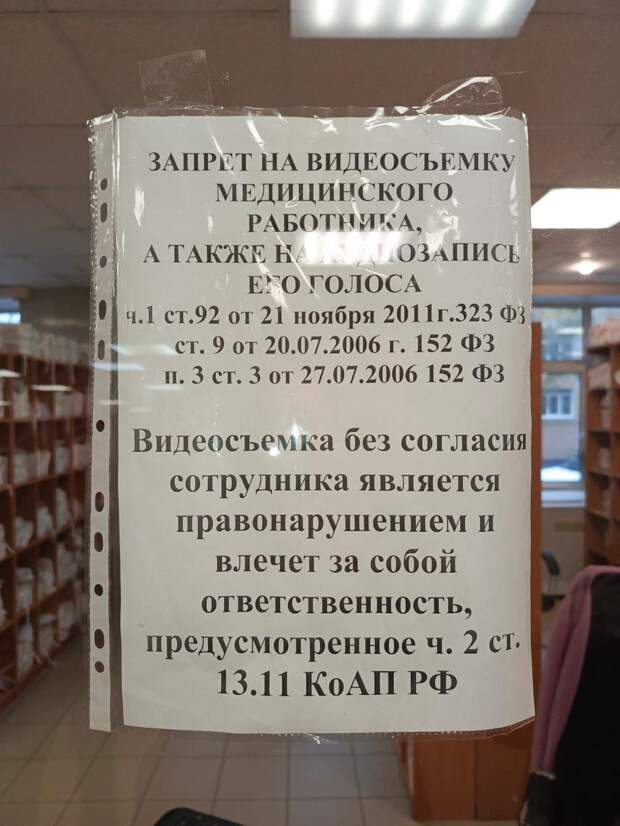 ЗАПРЕТ НА ВИДЕОСЪЕМКУ
МЕДИЦИНСКОГО
РАБОТНИКА,
А ТАКЖЕ НА АУДИОЗАПИСЬ
ЕГО ГОЛОСА
ч.1 ст.92 от 21 ноября 2011г.323 ФЗ
ст. 9 от 20.07.2006 г. 152 ФЗ
п. 3 ст. 3 от 27.07.2006 152 ФЗ
Видеосъемка без согласия
сотрудника является
правонарушением и
влечет за собой
ответственность,
предусмотренное ч. 2 ст.
13.11 КоАП РФ